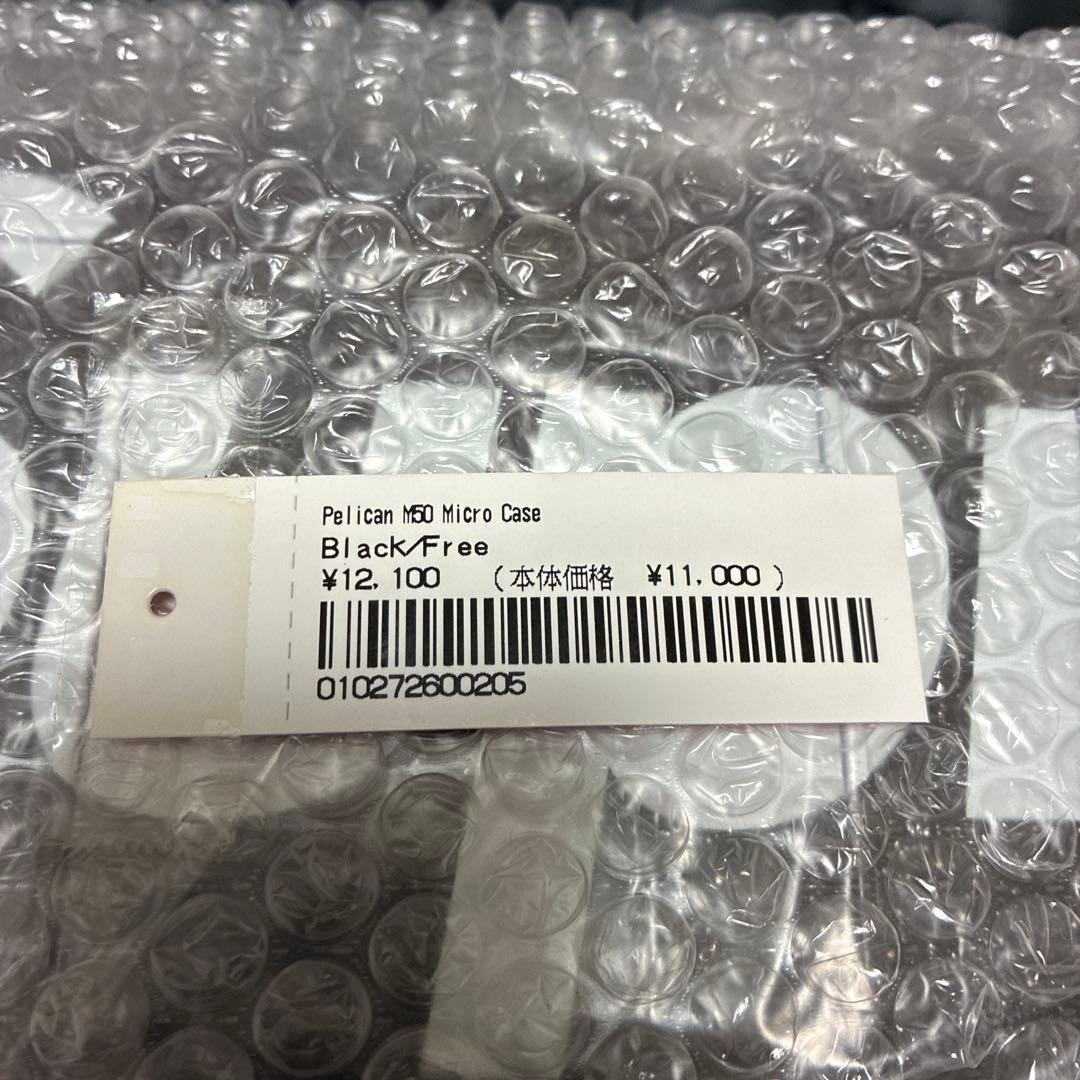 Pelican M50 Micro Case
Black/Free
¥12,100 (本体価格 ¥11,000)
010272600205